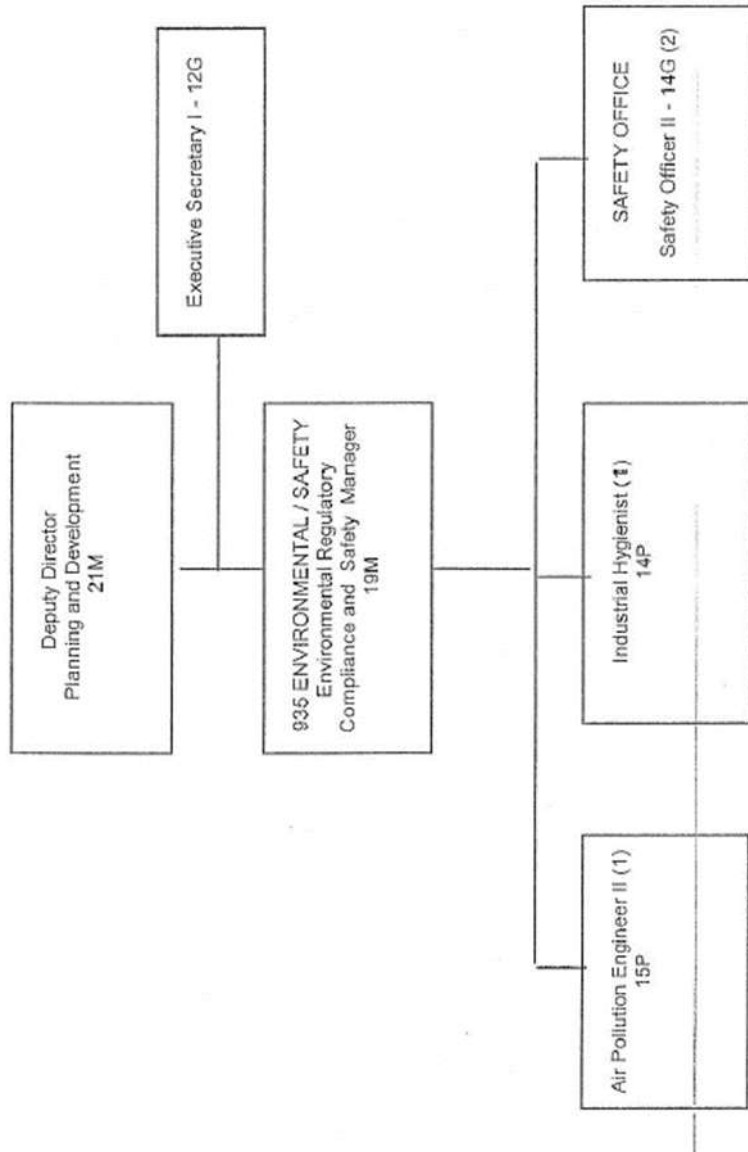 Deputy Director
Planning and Development
21M
Executive Secretary I - 12G
935 ENVIRONMENTAL / SAFETY
Environmental Regulatory
Compliance and Safety Manager
19M
Air Pollution Engineer II (1)
15P
Industrial Hygienist (1)
14P
SAFETY OFFICE
Safety Officer II - 14G (2)